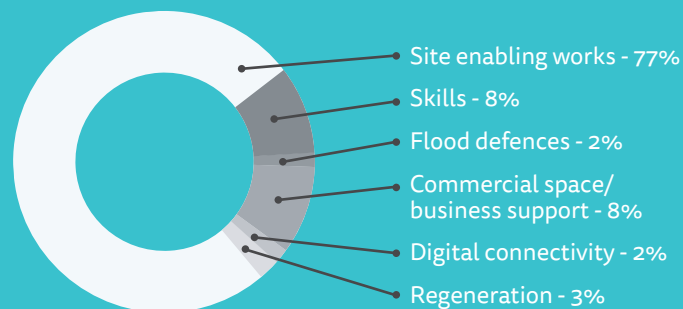 Site enabling works - 77%
Skills - 8%
Flood defences - 2%
Commercial space/
business support - 8%
Digital connectivity - 2%
Regeneration - 3%